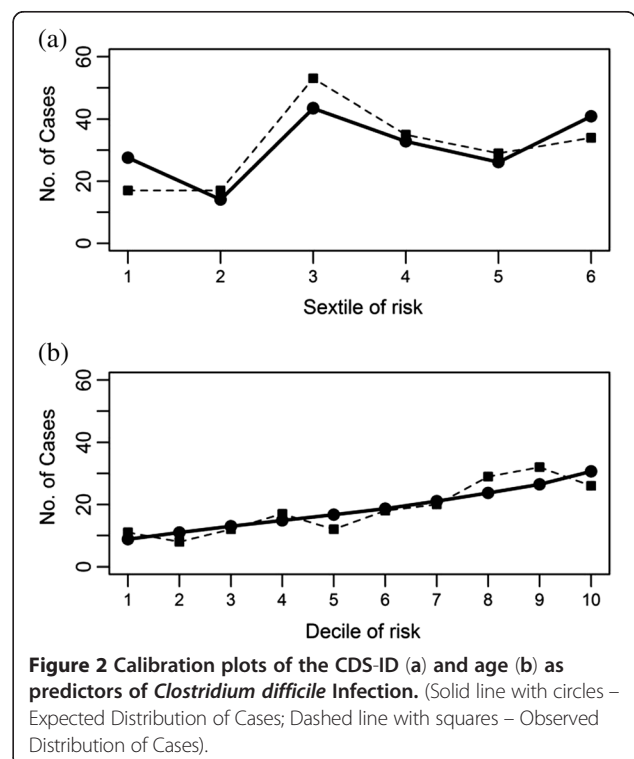 (a)
60
40
20
0
No. of Cases
1 2 3 4 5 6
Sextile of risk
(b)
60
40
20
0
No. of Cases
1 2 3 4 5 6 7 8 9 10
Decile of risk
Figure 2 Calibration plots of the CDS-ID (a) and age (b) as
predictors of Clostridium difficile Infection. (Solid line with circles –
Expected Distribution of Cases; Dashed line with squares – Observed
Distribution of Cases).